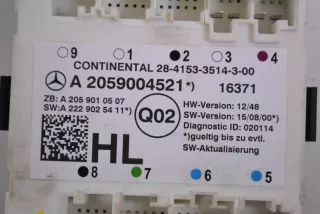 9 1 2 3 4
CONTINENTAL 28-4153-3514-3-00
A 2059004521*) 16371
ZB: A 205 901 05 07
SW:A 222 902 54 11*)
Q02
HW-Version: 12/48
SW-Version: 15/08/00*)
Diagnostic ID: 020114
*)gueltig bis zu evtl.
SW-Aktualisierung
HL
8 7 6 5